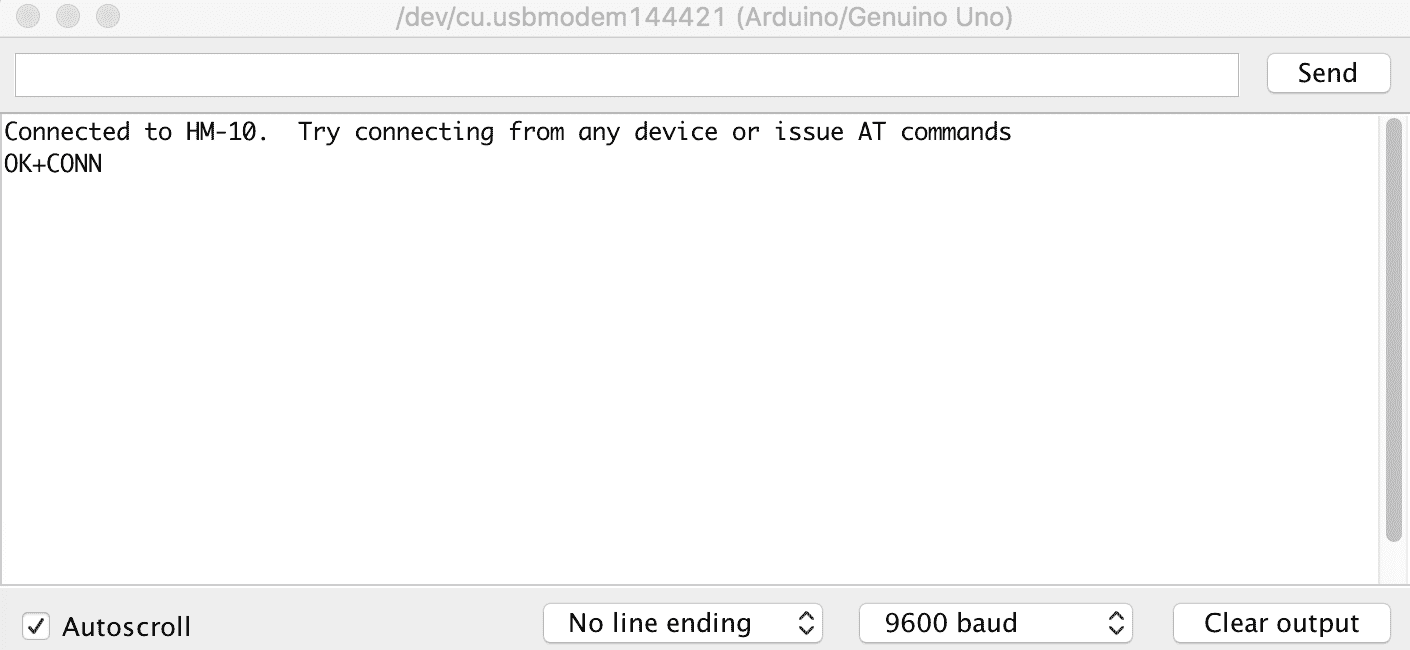 /dev/cu.usbmodem144421 (Arduino/Genuino Uno)
Send
Connected to HM-10.  Try connecting from any device or issue AT commands
OK+CONN
Autoscroll
No line ending
9600 baud
Clear output